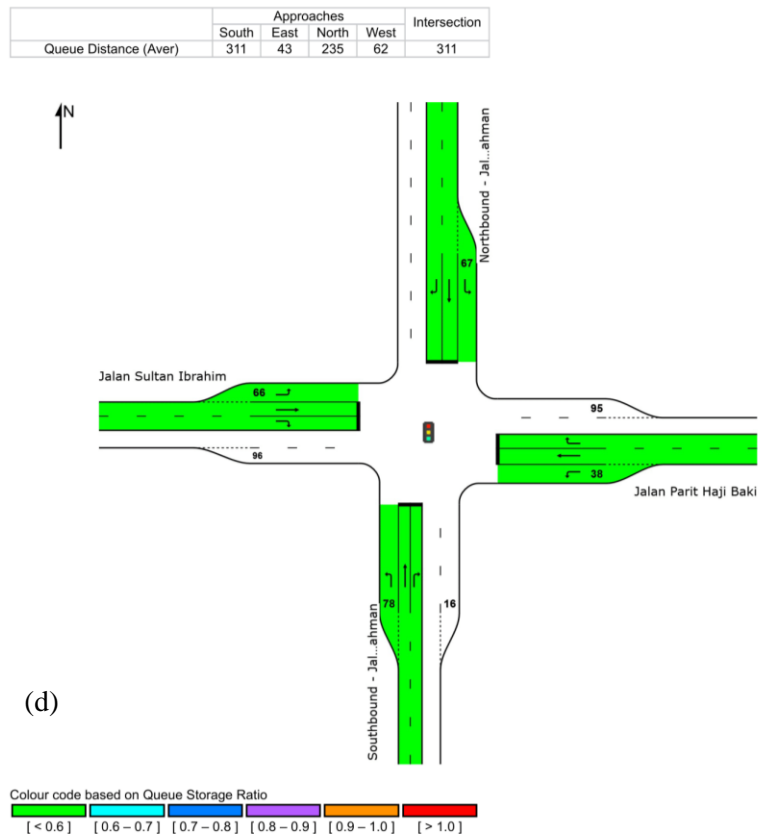 Approaches Intersection
South East North West
Queue Distance (Aver) 311 43 235 62 311
N
Northbound - Jal...ahman
67
Jalan Sultan Ibrahim
66
95
96
38
Jalan Parit Haji Baki
78
16
Southbound - Jal...ahman
(d)
Colour code based on Queue Storage Ratio
[ < 0.6 ] [ 0.6 – 0.7 ] [ 0.7 – 0.8 ] [ 0.8 – 0.9 ] [ 0.9 – 1.0 ] [ > 1.0 ]